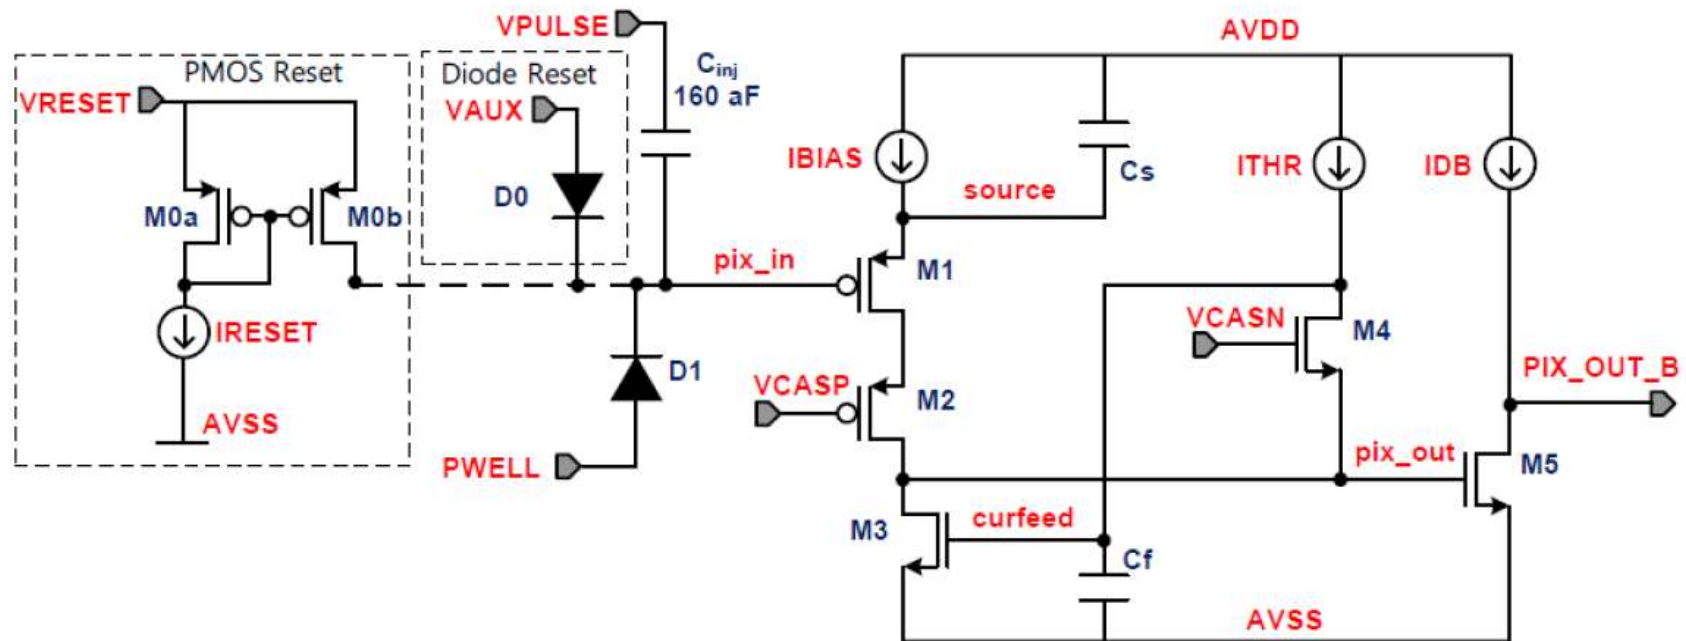 VPULSE
AVDD
PMOS Reset
Diode Reset
Cinj
160 aF
VRESET
VAUX
IBIAS
Cs
ITHR
IDB
source
D0
M0a
M0b
pix_in
M1
IRESET
VCASN
M4
D1
VCASP
M2
PIX_OUT_B
AVSS
PWELL
pix_out
M5
M3
curfeed
Cf
AVSS